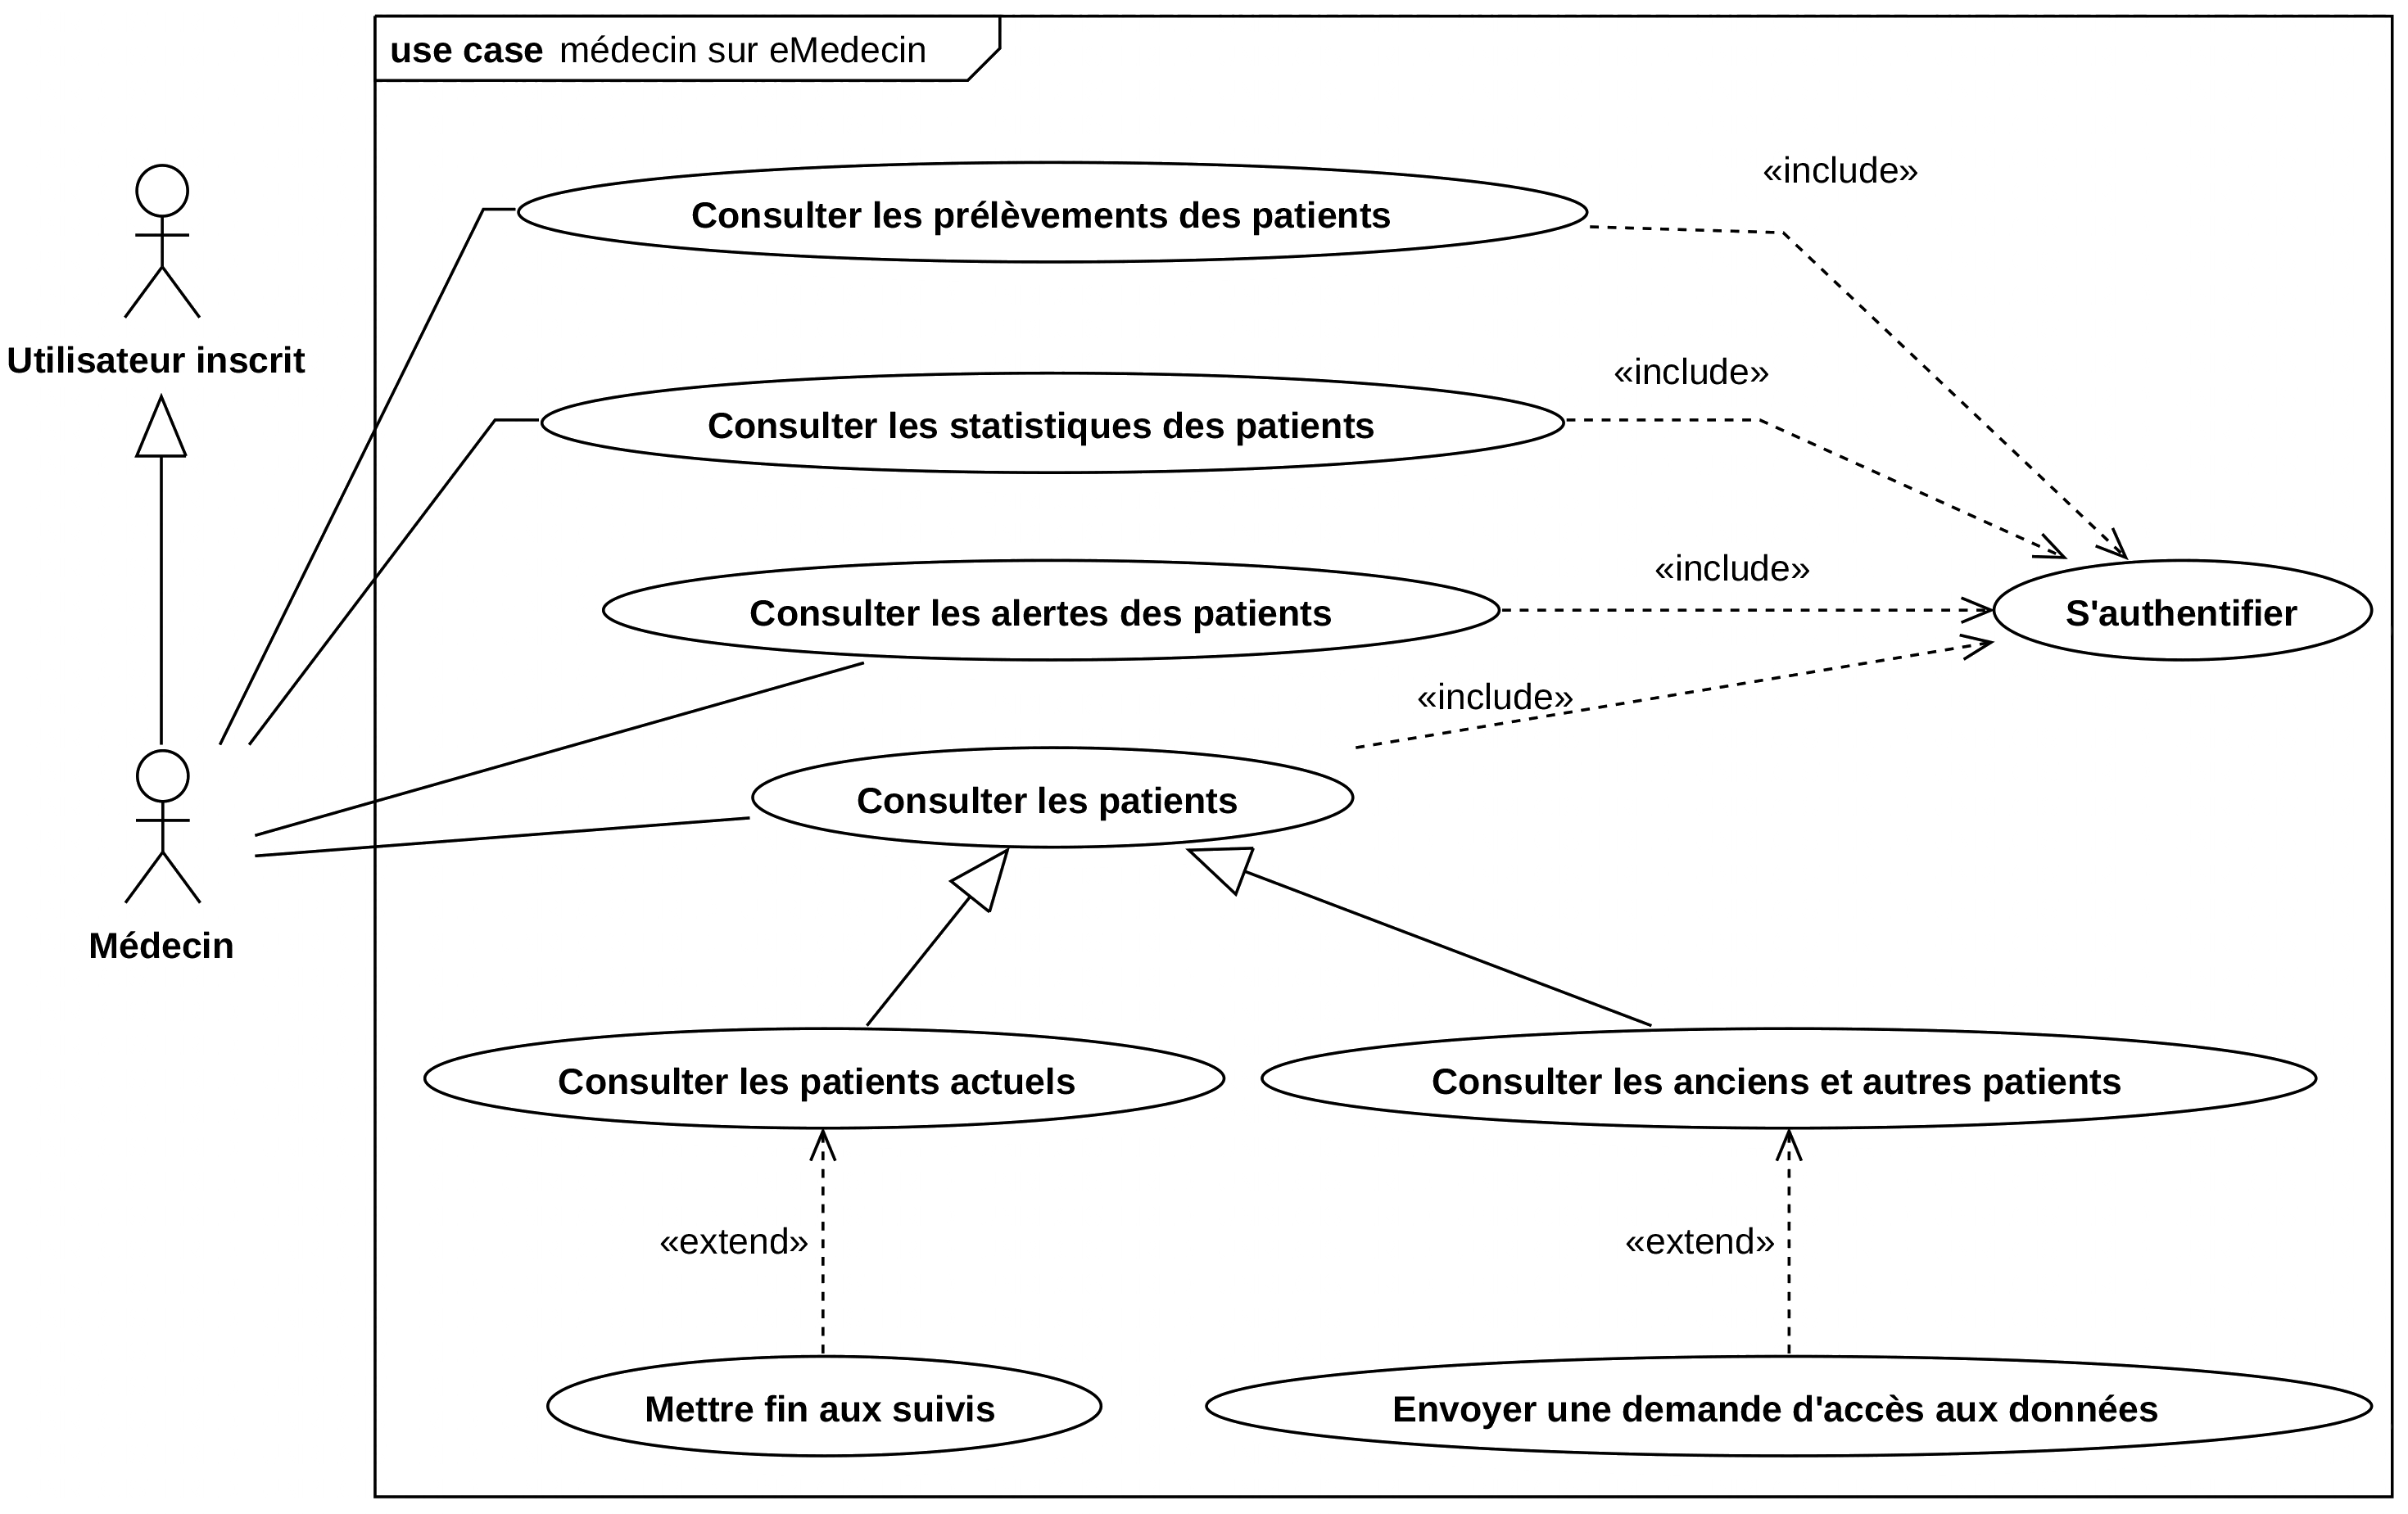 use case médecin sur eMedecin
«include»
Consulter les prélèvements des patients
Utilisateur inscrit
«include»
Consulter les statistiques des patients
«include»
Consulter les alertes des patients
S'authentifier
«include»
Consulter les patients
Médecin
Consulter les patients actuels
Consulter les anciens et autres patients
«extend»
«extend»
Mettre fin aux suivis
Envoyer une demande d'accès aux données